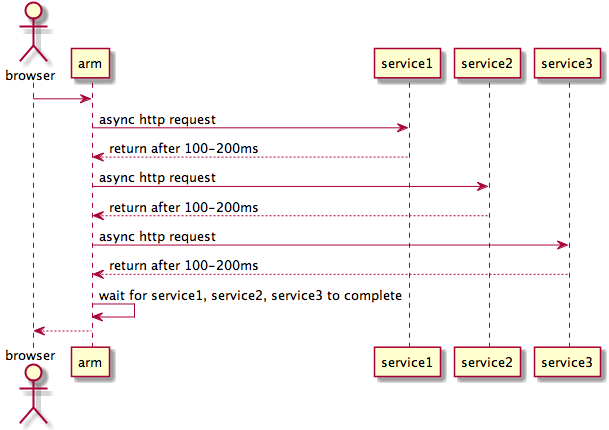 browser
arm
service1
service2
service3
async http request
return after 100-200ms
async http request
return after 100-200ms
async http request
return after 100-200ms
wait for service1, service2, service3 to complete
browser
arm
service1
service2
service3